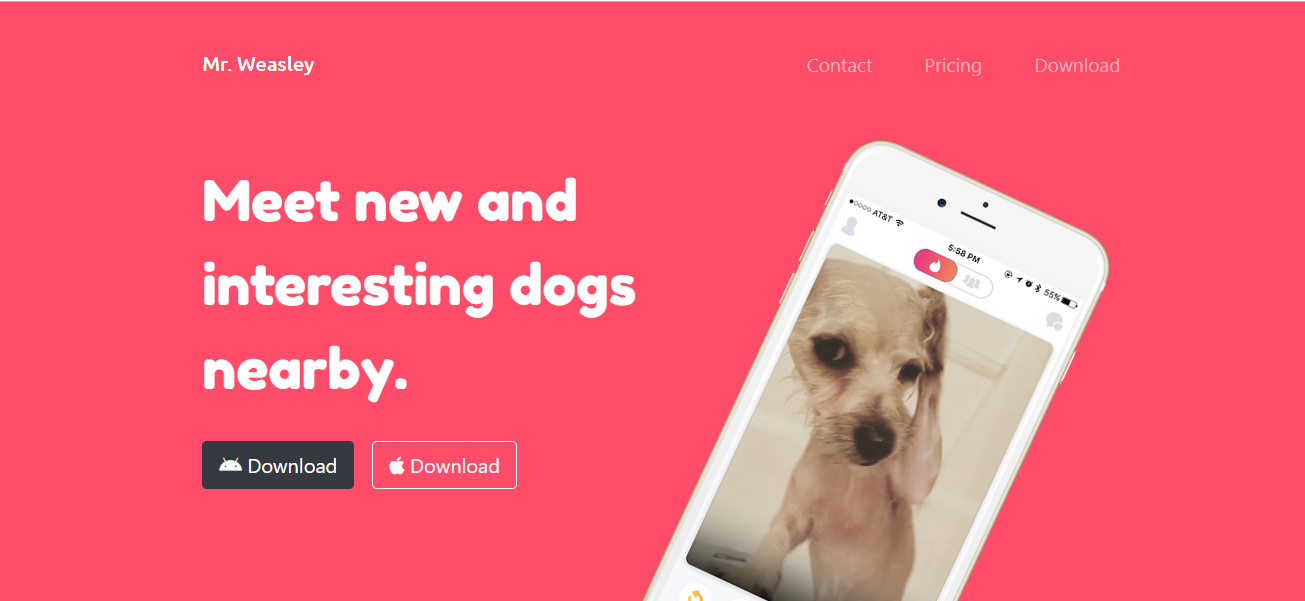 Mr. Weasley
Contact Pricing Download
Meet new and
interesting dogs
nearby.
Download Download
AT&T
5:58 PM
55%